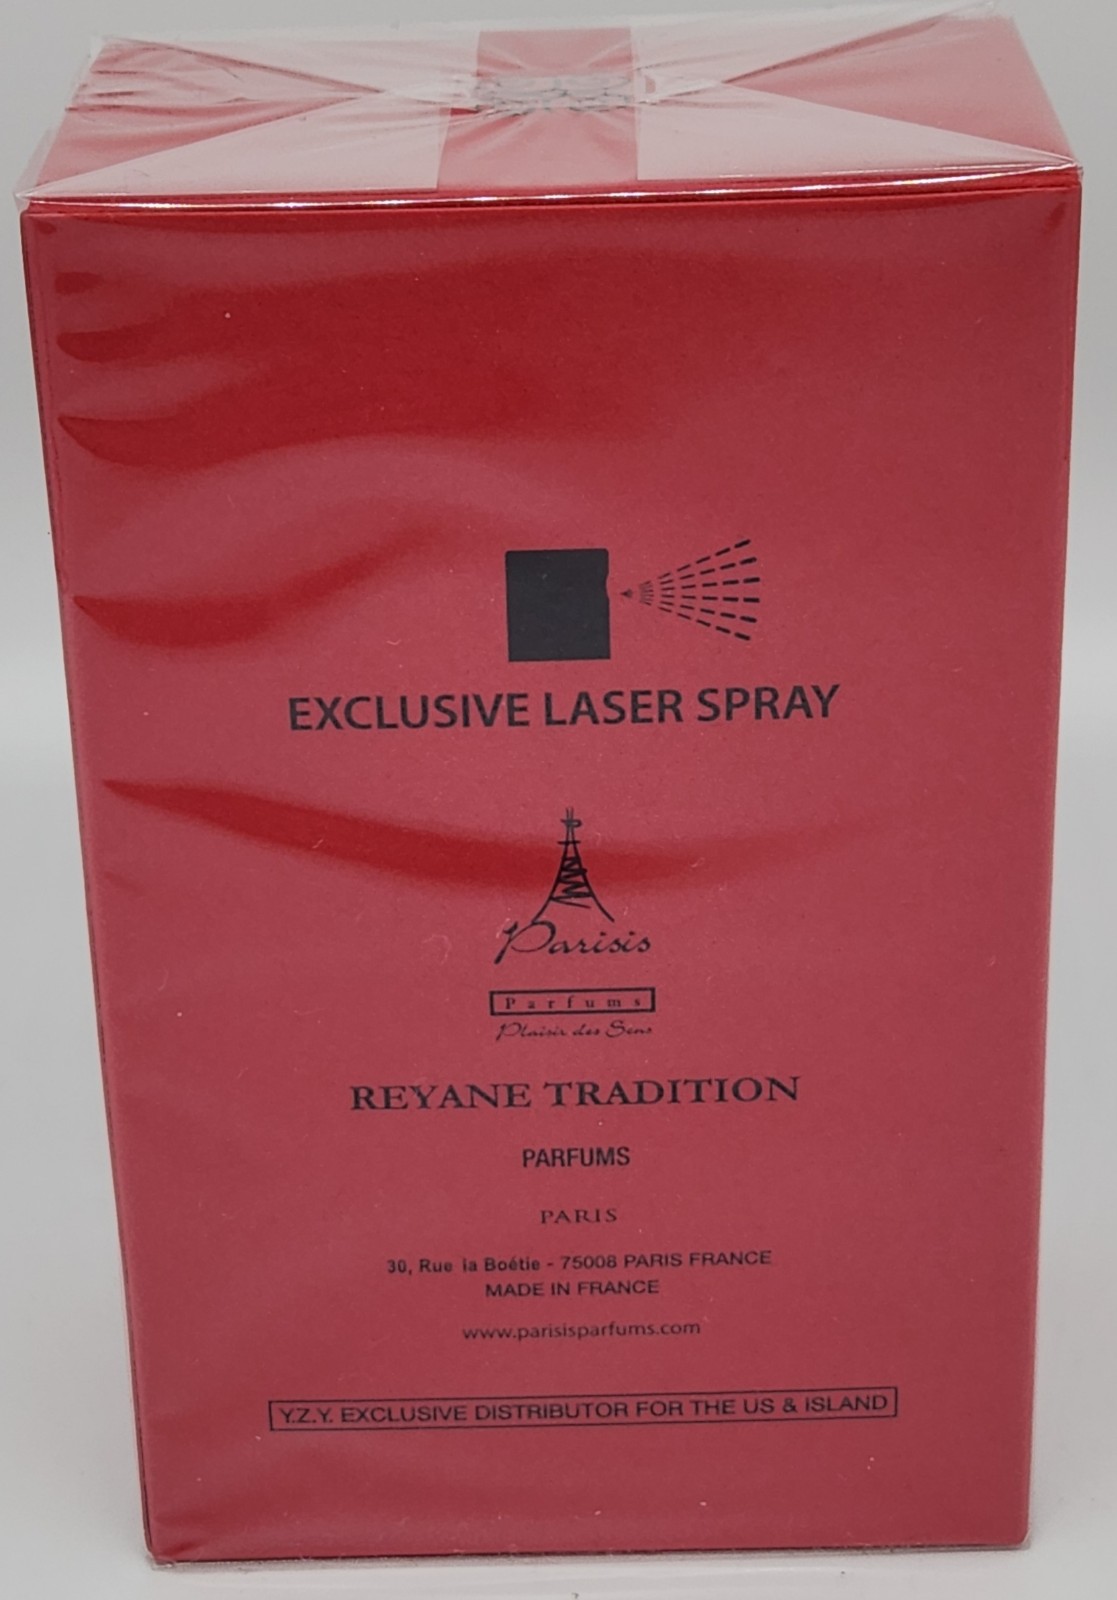 EXCLUSIVE LASER SPRAY
Parisis
Parfums
Plaisir des Sens
REYANE TRADITION
PARFUMS
PARIS
30, Rue la Boétie - 75008 PARIS FRANCE
MADE IN FRANCE
www.parisisparfums.com
Y.Z.Y. EXCLUSIVE DISTRIBUTOR FOR THE US & ISLAND